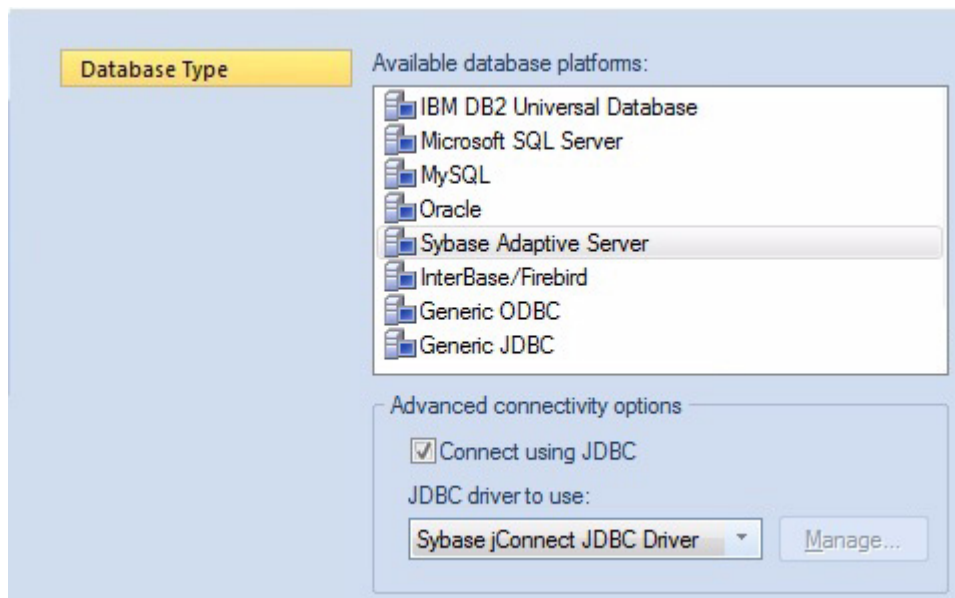 Database Type
Available database platforms:
IBM DB2 Universal Database
Microsoft SQL Server
MySQL
Oracle
Sybase Adaptive Server
InterBase/Firebird
Generic ODBC
Generic JDBC
Advanced connectivity options
Connect using JDBC
JDBC driver to use:
Sybase jConnect JDBC Driver
Manage...